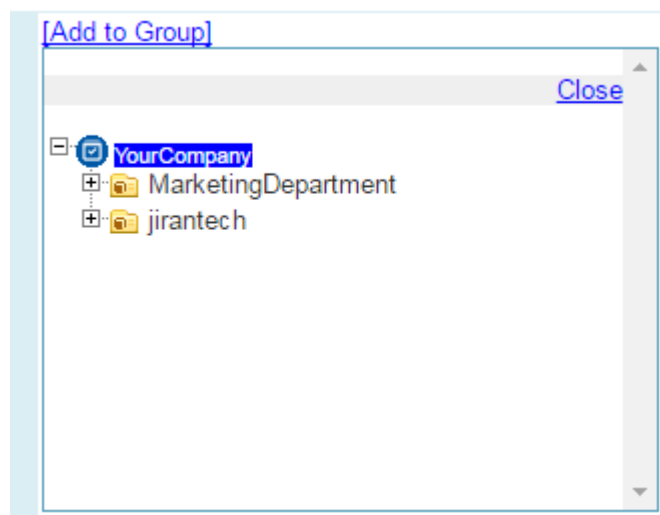 [Add to Group]
Close
YourCompany
MarketingDepartment
jirantech